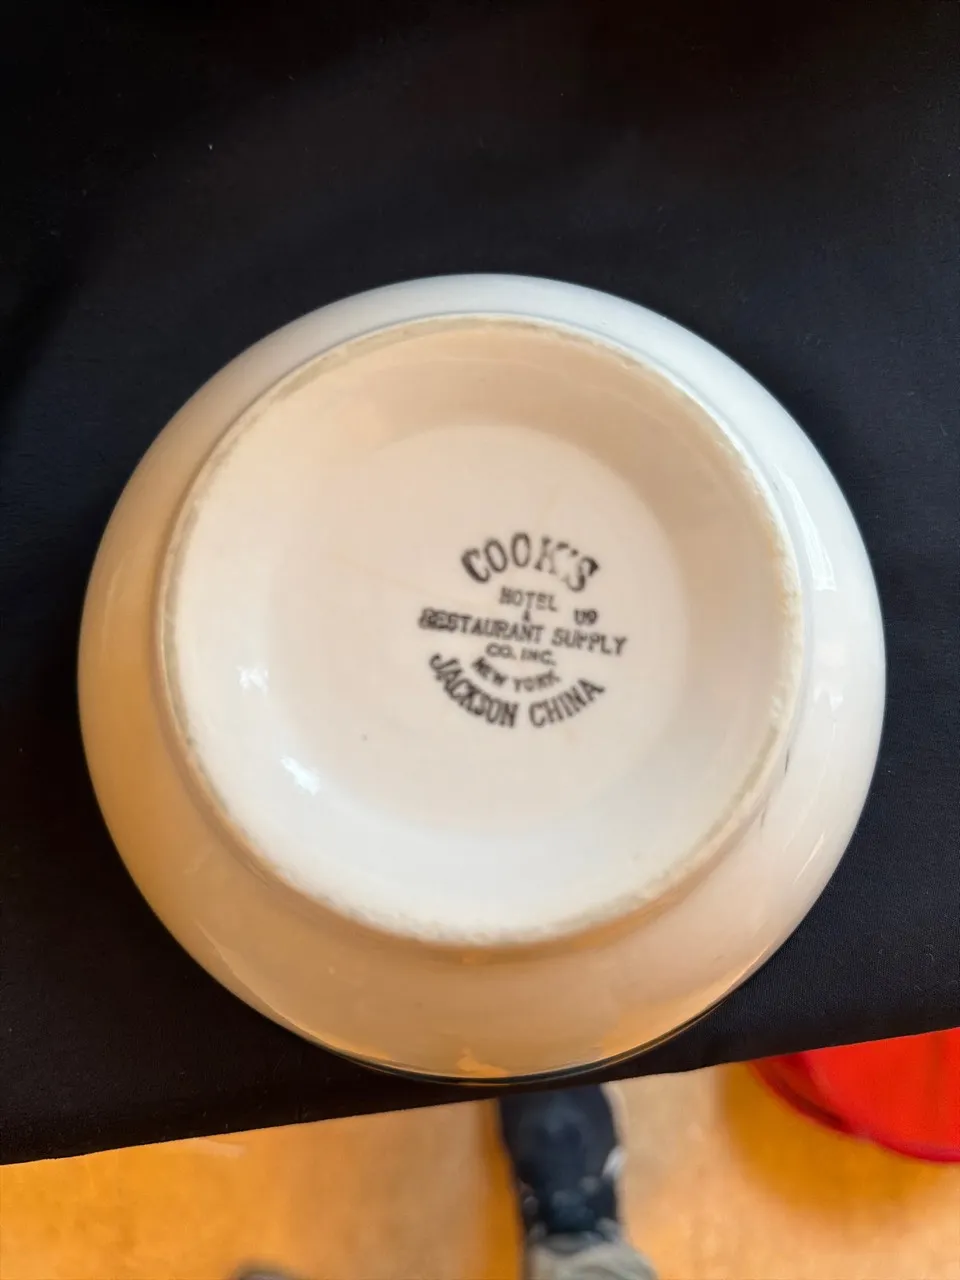 COOK'S
HOTEL
&
RESTAURANT SUPPLY
CO. INC.
NEW YORK
JACKSON CHINA